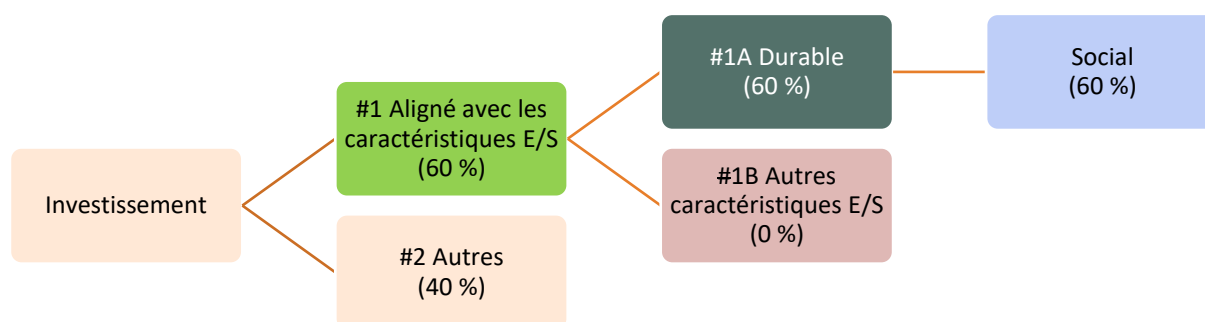 Investissement
#1 Aligné avec les
caractéristiques E/S
(60 %)
#2 Autres
(40 %)
#1A Durable
(60 %)
#1B Autres
caractéristiques E/S
(0 %)
Social
(60 %)